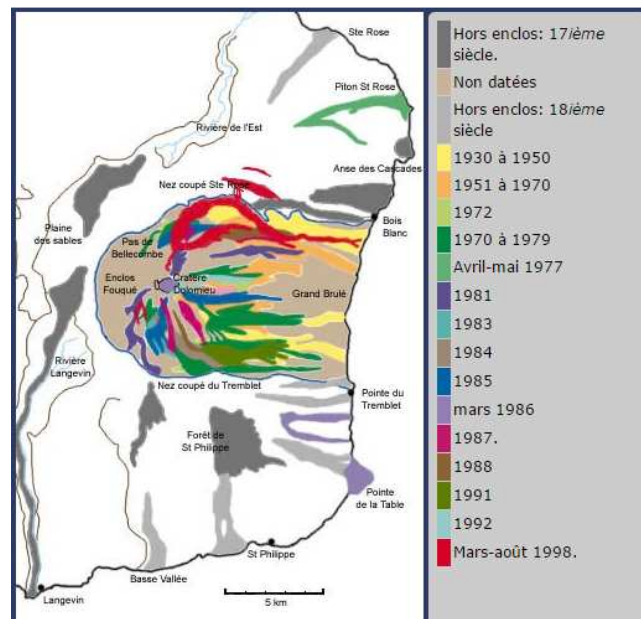 Ste Rose
Piton St Rose
Rivière de l'Est
Anse des Cascades
Nez coupé Ste Rose
Bois
Blanc
Plaine
des sables
Pas de
Bellecombe
Enclos
Fouqué
Cratère
Dolomieu
Grand Brulé
Rivière
Langevin
Nez coupé du Tremblet
Pointe du
Tremblet
Forêt de
St Philippe
Pointe
de la Table
St Philippe
Basse Vallée
Langevin
5 km
Hors enclos: 17ième
siècle.
Non datées
Hors enclos: 18ième
siècle
1930 à 1950
1951 à 1970
1972
1970 à 1979
Avril-mai 1977
1981
1983
1984
1985
mars 1986
1987.
1988
1991
1992
Mars-août 1998.